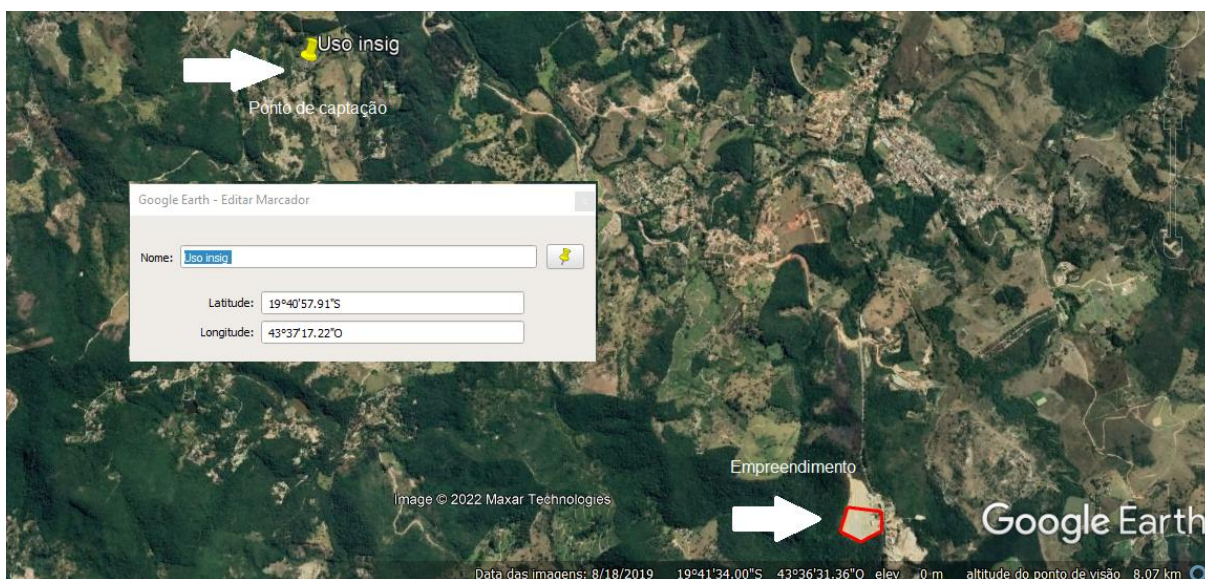 Uso insig
Ponto de captação
Google Earth - Editar Marcador
Nome: Uso insig
Latitude: 19°40'57.91"S
Longitude: 43°37'17.22"O
Empreendimento
Image © 2022 Maxar Technologies
Google Earth
Data das imagens: 8/18/2019 19°41'34.00"S 43°36'31.36"O elev 0 m altitude do ponto de visão 8.07 km